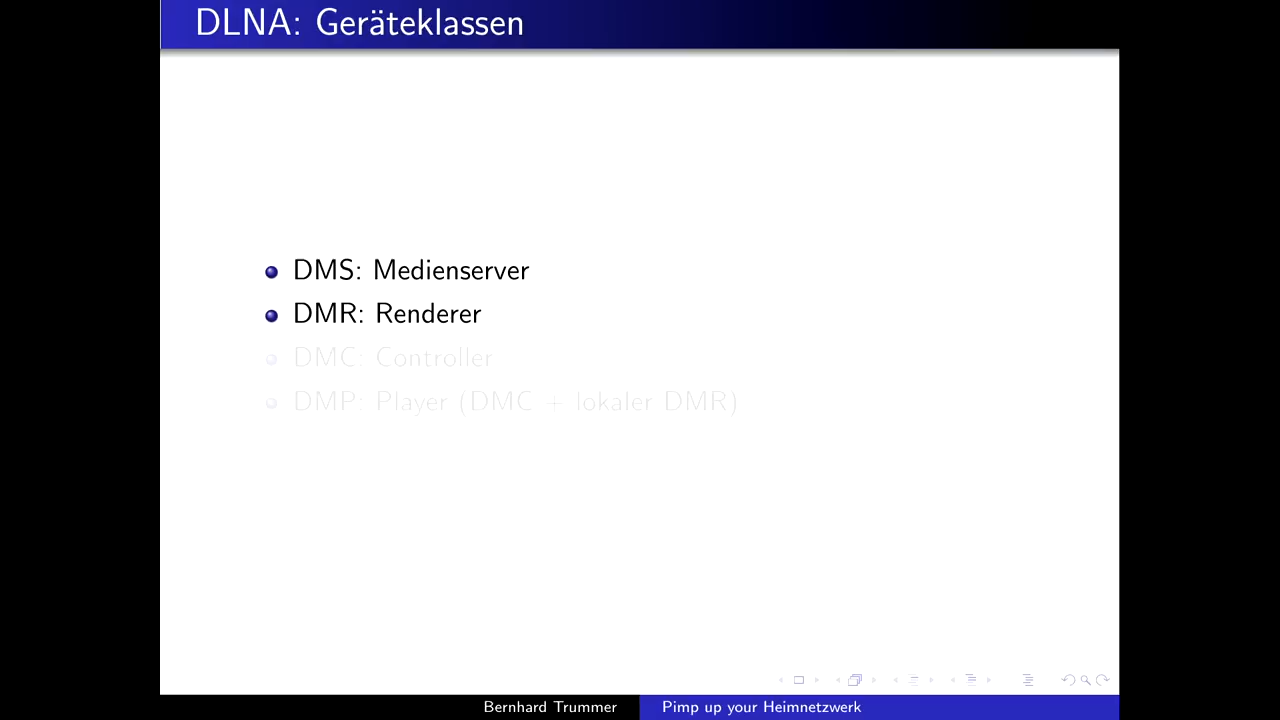 DLNA: Geräteklassen
DMS: Medienserver
DMR: Renderer
DMC: Controller
DMP: Player (DMC + lokaler DMR)
Bernhard Trummer
Pimp up your Heimnetzwerk